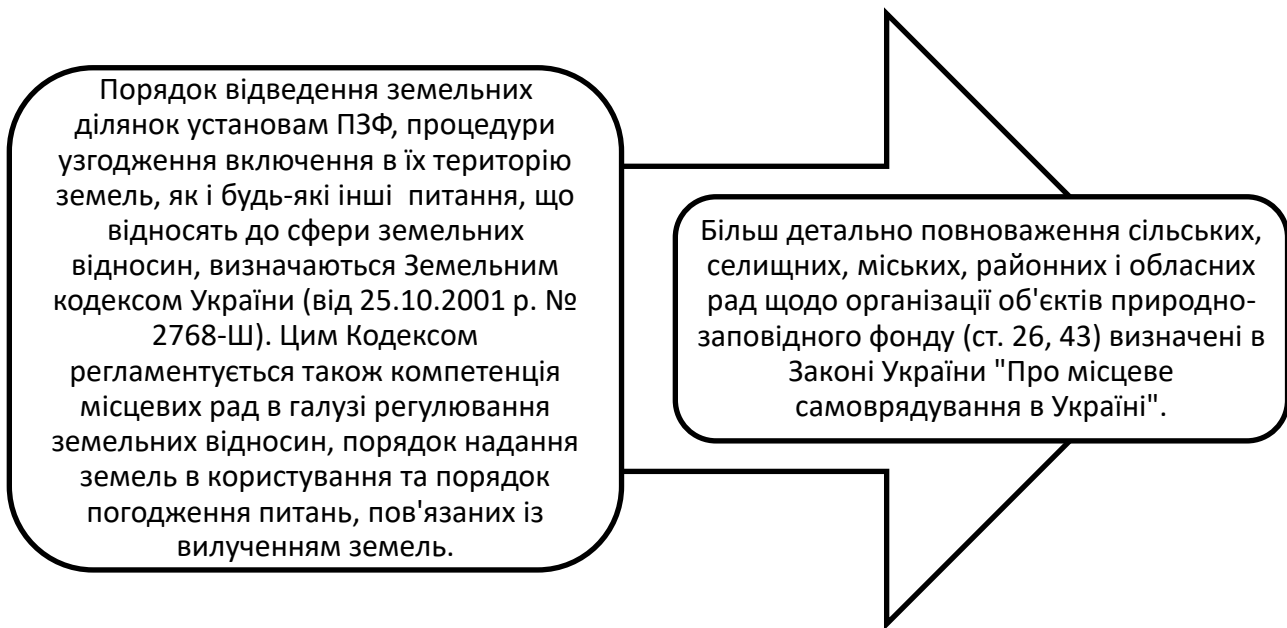 Порядок відведення земельних
ділянок установам ПЗФ, процедури
узгодження включення в їх територію
земель, як і будь-які інші  питання, що
відносять до сфери земельних
відносин, визначаються Земельним
кодексом України (від 25.10.2001 р. №
2768-Ш). Цим Кодексом
регламентується також компетенція
місцевих рад в галузі регулювання
земельних відносин, порядок надання
земель в користування та порядок
погодження питань, пов'язаних із
вилученням земель.
Більш детально повноваження сільських,
селищних, міських, районних і обласних
рад щодо організації об'єктів природно-
заповідного фонду (ст. 26, 43) визначені в
Законі України "Про місцеве
самоврядування в Україні".